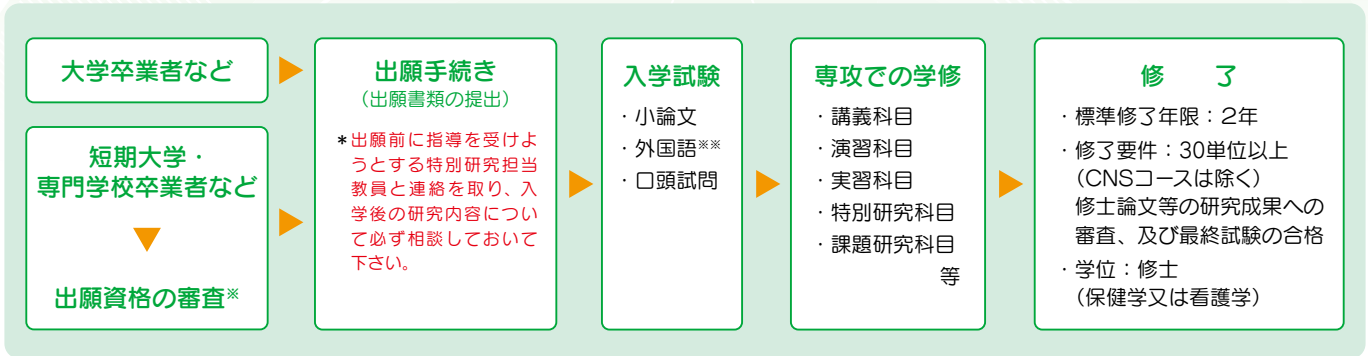 大学卒業者など
短期大学・
専門学校卒業者など
出願資格の審査※
出願手続き
（出願書類の提出）
＊出願前に指導を受けよ
うとする特別研究担当
教員と連絡を取り、入
学後の研究内容につい
て必ず相談しておいて
下さい。
入学試験
・小論文
・外国語※※
・口頭試問
専攻での学修
・講義科目
・演習科目
・実習科目
・特別研究科目
・課題研究科目
等
修　了
・標準修了年限：2年
・修了要件：30単位以上
（CNSコースは除く）
修士論文等の研究成果への
審査、及び最終試験の合格
・学位：修士
（保健学又は看護学）